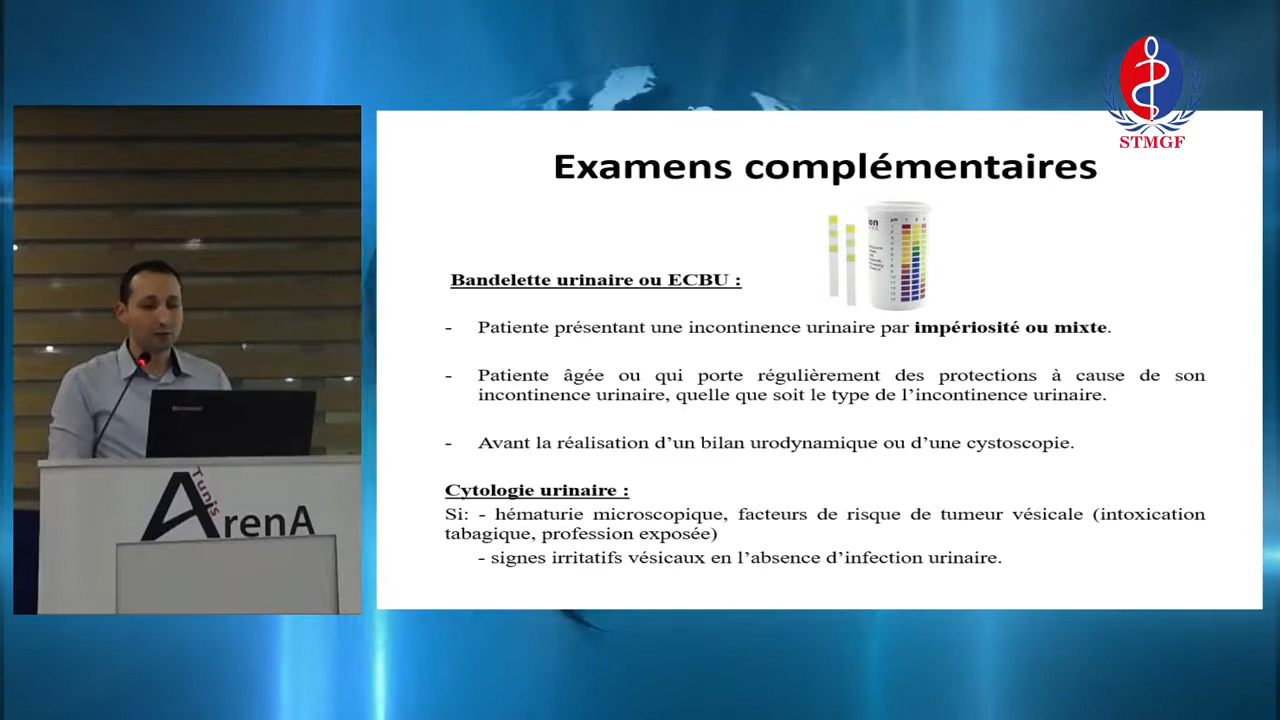 STMGF
Examens complémentaires
Bandelette urinaire ou ECBU :
- Patiente présentant une incontinence urinaire par impériosité ou mixte.
- Patiente âgée ou qui porte régulièrement des protections à cause de son
incontinence urinaire, quelle que soit le type de l’incontinence urinaire.
- Avant la réalisation d’un bilan urodynamique ou d’une cystoscopie.
Cytologie urinaire :
Si: - hématurie microscopique, facteurs de risque de tumeur vésicale (intoxication
tabagique, profession exposée)
- signes irritatifs vésicaux en l’absence d’infection urinaire.
Tunis
ArenA